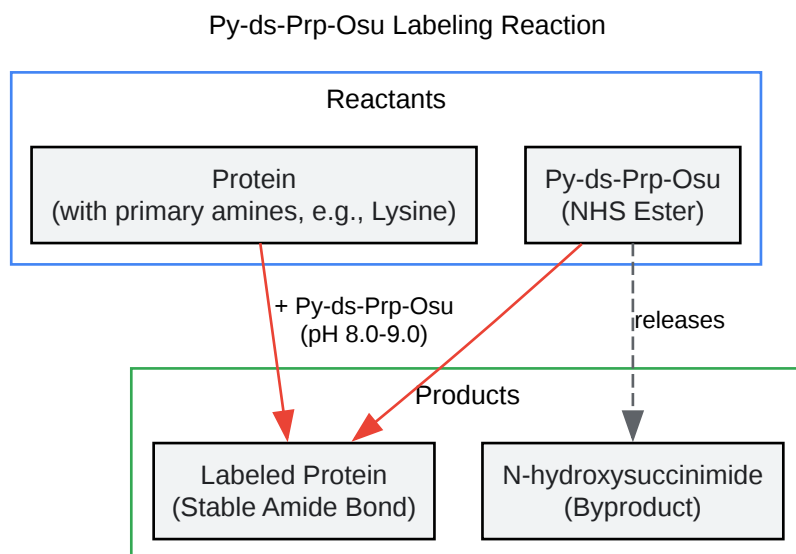 Py-ds-Prp-Osu Labeling Reaction
Reactants
Protein
(with primary amines, e.g., Lysine)
Py-ds-Prp-Osu
(NHS Ester)
+ Py-ds-Prp-Osu
(pH 8.0-9.0)
releases
Products
Labeled Protein
(Stable Amide Bond)
N-hydroxysuccinimide
(Byproduct)